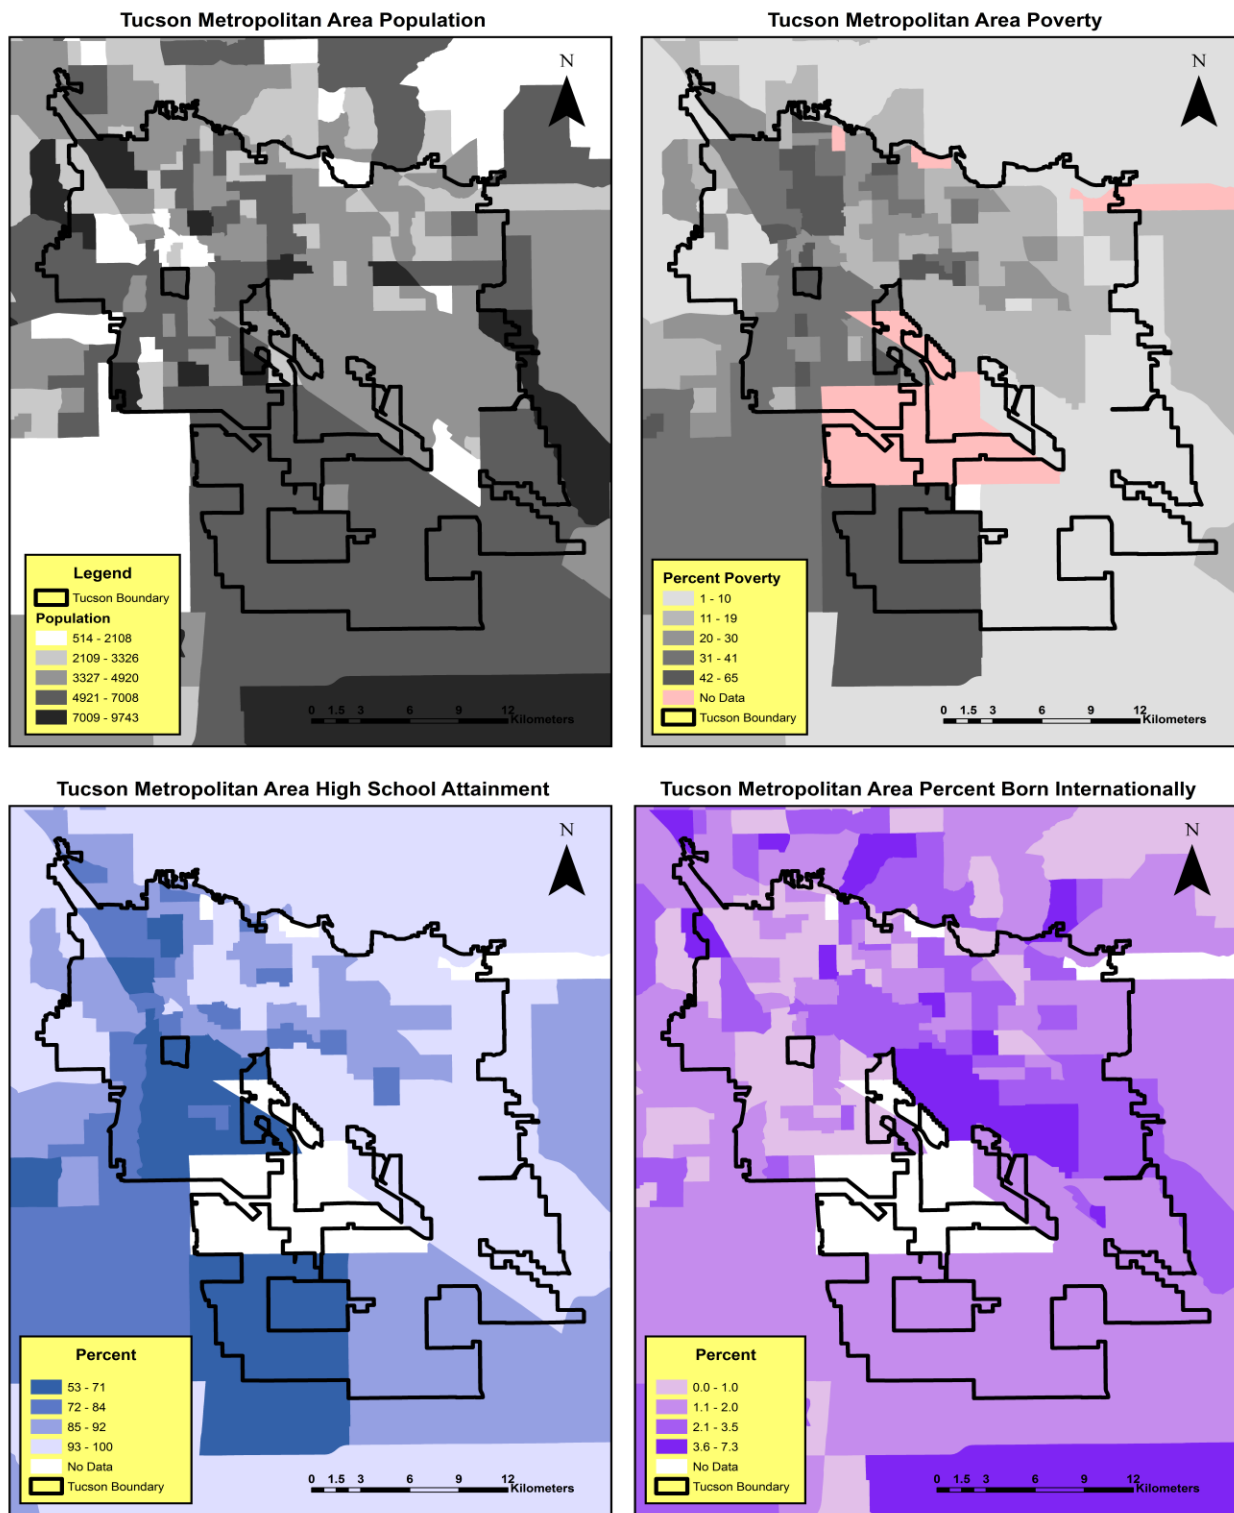 Tucson Metropolitan Area Population
N
Legend
Tucson Boundary
Population
514 - 2108
2109 - 3326
3327 - 4920
4921 - 7008
7009 - 9743
0 1.5 3 6 9 12
Kilometers
Tucson Metropolitan Area Poverty
N
Percent Poverty
1 - 10
11 - 19
20 - 30
31 - 41
42 - 65
No Data
Tucson Boundary
0 1.5 3 6 9 12
Kilometers
Tucson Metropolitan Area High School Attainment
N
Percent
53 - 71
72 - 84
85 - 92
93 - 100
No Data
Tucson Boundary
0 1.5 3 6 9 12
Kilometers
Tucson Metropolitan Area Percent Born Internationally
N
Percent
0.0 - 1.0
1.1 - 2.0
2.1 - 3.5
3.6 - 7.3
No Data
Tucson Boundary
0 1.5 3 6 9 12
Kilometers